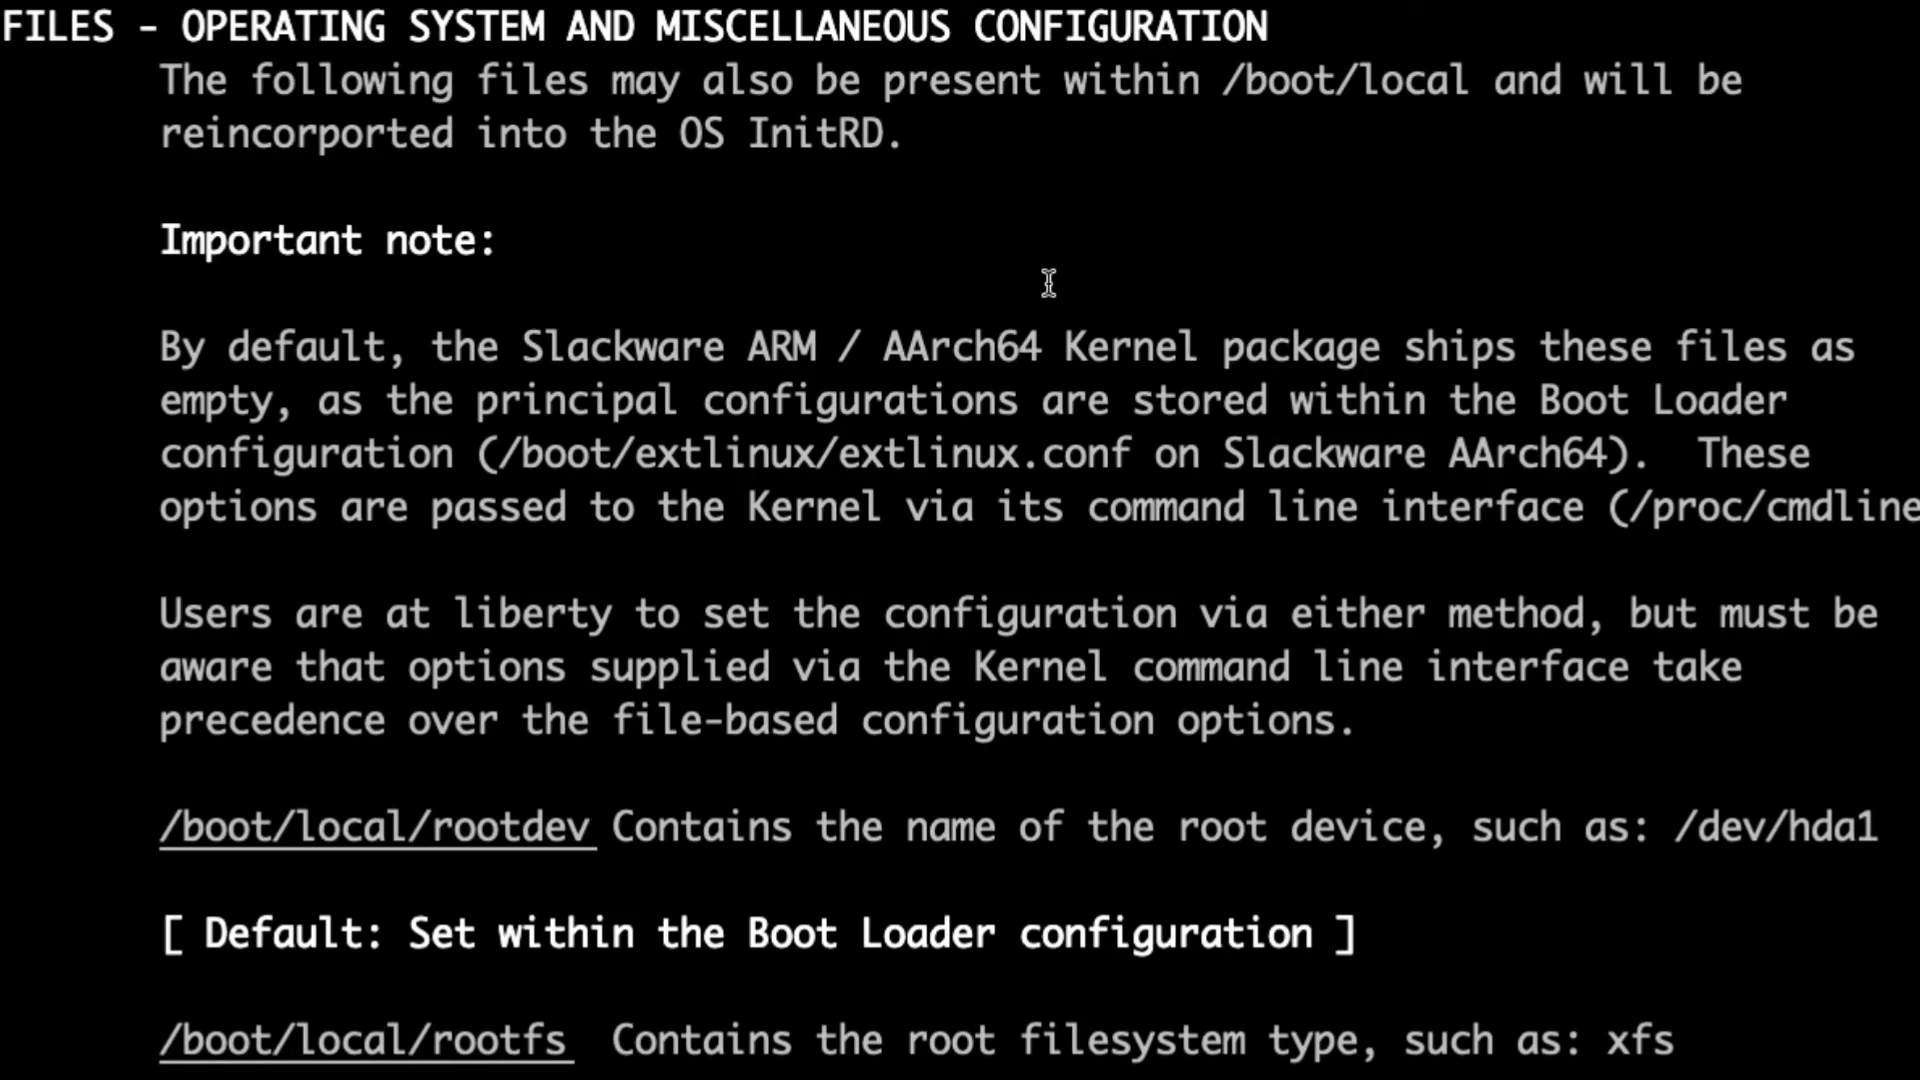 FILES - OPERATING SYSTEM AND MISCELLANEOUS CONFIGURATION
The following files may also be present within /boot/local and will be
reincorported into the OS InitRD.
Important note:
By default, the Slackware ARM / AArch64 Kernel package ships these files as
empty, as the principal configurations are stored within the Boot Loader
configuration (/boot/extlinux/extlinux.conf on Slackware AArch64).  These
options are passed to the Kernel via its command line interface (/proc/cmdline
Users are at liberty to set the configuration via either method, but must be
aware that options supplied via the Kernel command line interface take
precedence over the file-based configuration options.
/boot/local/rootdev Contains the name of the root device, such as: /dev/hda1
[ Default: Set within the Boot Loader configuration ]
/boot/local/rootfs  Contains the root filesystem type, such as: xfs